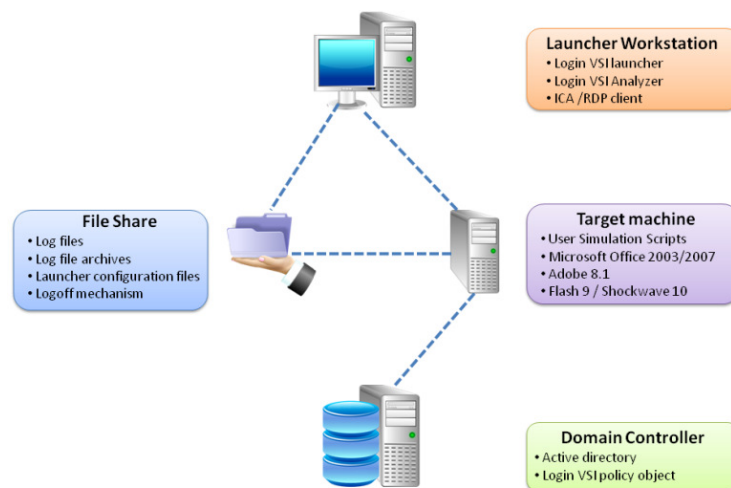 Launcher Workstation
• Login VSI launcher
• Login VSI Analyzer
• ICA /RDP client
File Share
• Log files
• Log file archives
• Launcher configuration files
• Logoff mechanism
Target machine
• User Simulation Scripts
• Microsoft Office 2003/2007
• Adobe 8.1
• Flash 9 / Shockwave 10
Domain Controller
• Active directory
• Login VSI policy object